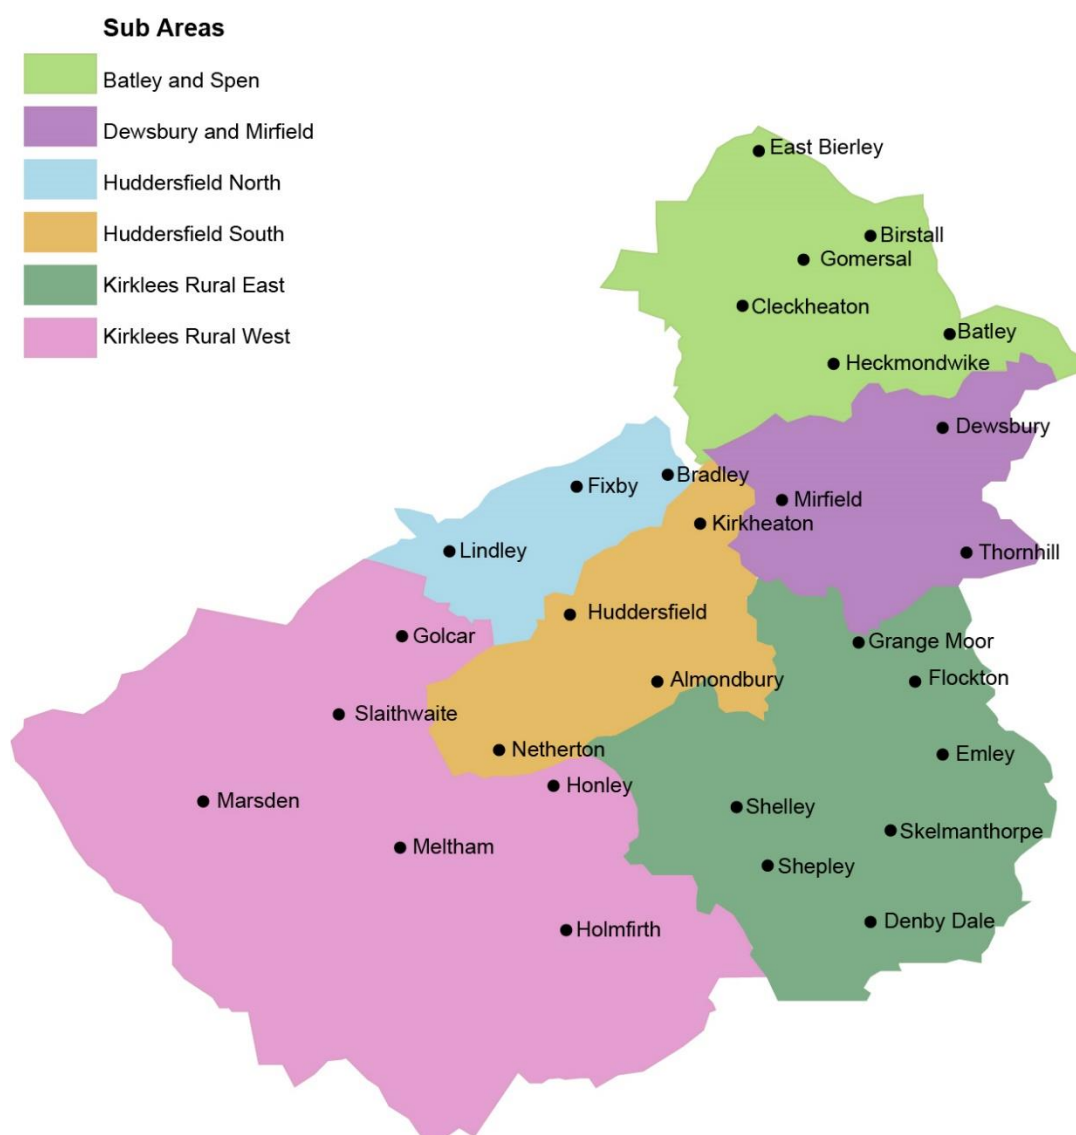 Sub Areas
Batley and Spen
Dewsbury and Mirfield
Huddersfield North
Huddersfield South
Kirklees Rural East
Kirklees Rural West
East Bierley
Birstall
Gomersal
Cleckheaton
Batley
Heckmondwike
Dewsbury
Bradley
Fixby
Mirfield
Kirkheaton
Lindley
Thornhill
Huddersfield
Golcar
Grange Moor
Almondbury
Flockton
Slaithwaite
Netherton
Emley
Honley
Marsden
Shelley
Skelmanthorpe
Meltham
Shepley
Denby Dale
Holmfirth